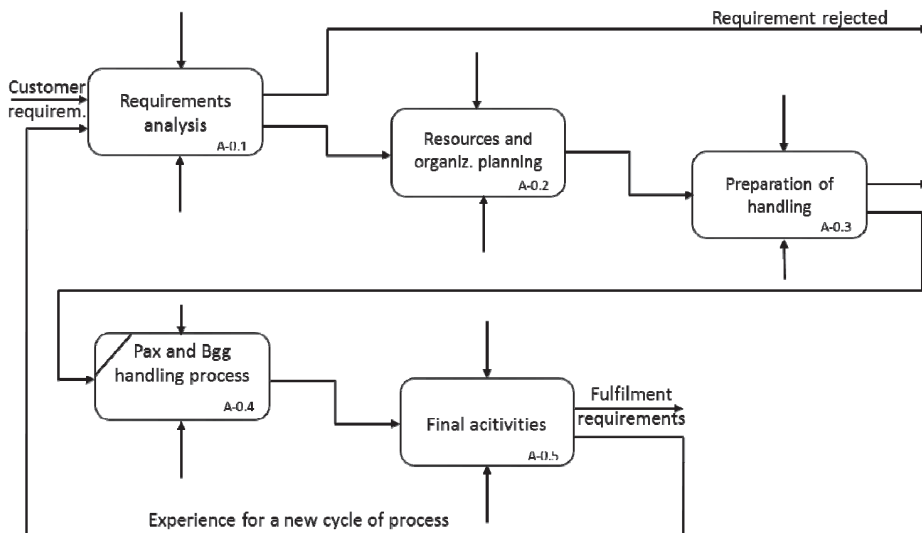 Requirement rejected
Customer
requirem.
Requirements
analysis
A-0.1
Resources and
organiz. planning
A-0.2
Preparation of
handling
A-0.3
Pax and Bgg
handling process
A-0.4
Final acitivities
A-0.5
Fulfilment
requirements
Experience for a new cycle of process